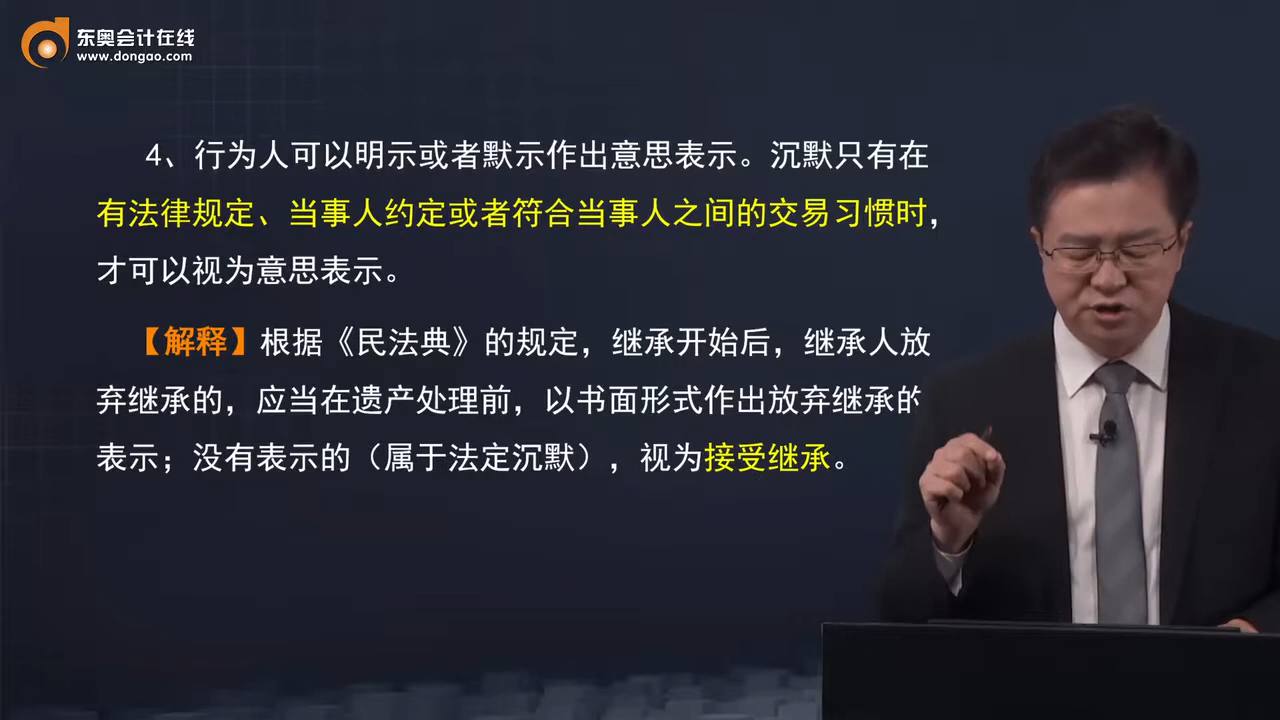 东奥会计在线
www.dongao.com
4、行为人可以明示或者默示作出意思表示。沉默只有在
有法律规定、当事人约定或者符合当事人之间的交易习惯时，
才可以视为意思表示。
【解释】根据《民法典》的规定，继承开始后，继承人放
弃继承的，应当在遗产处理前，以书面形式作出放弃继承的
表示；没有表示的（属于法定沉默），视为接受继承。